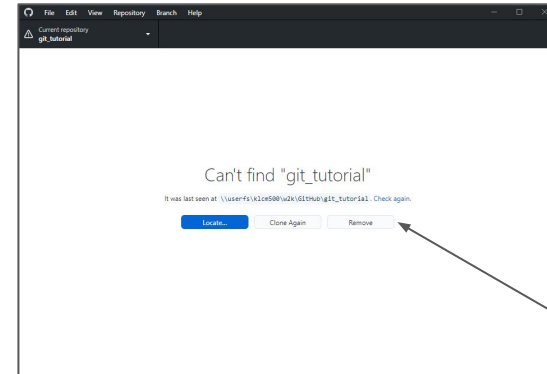 File Edit View Repository Branch Help
Current repository
git_tutorial
Can't find "git_tutorial"
It was last seen at \\userfs\klcm500\w2k\GitHub\git_tutorial. Check again.
Locate... Clone Again Remove